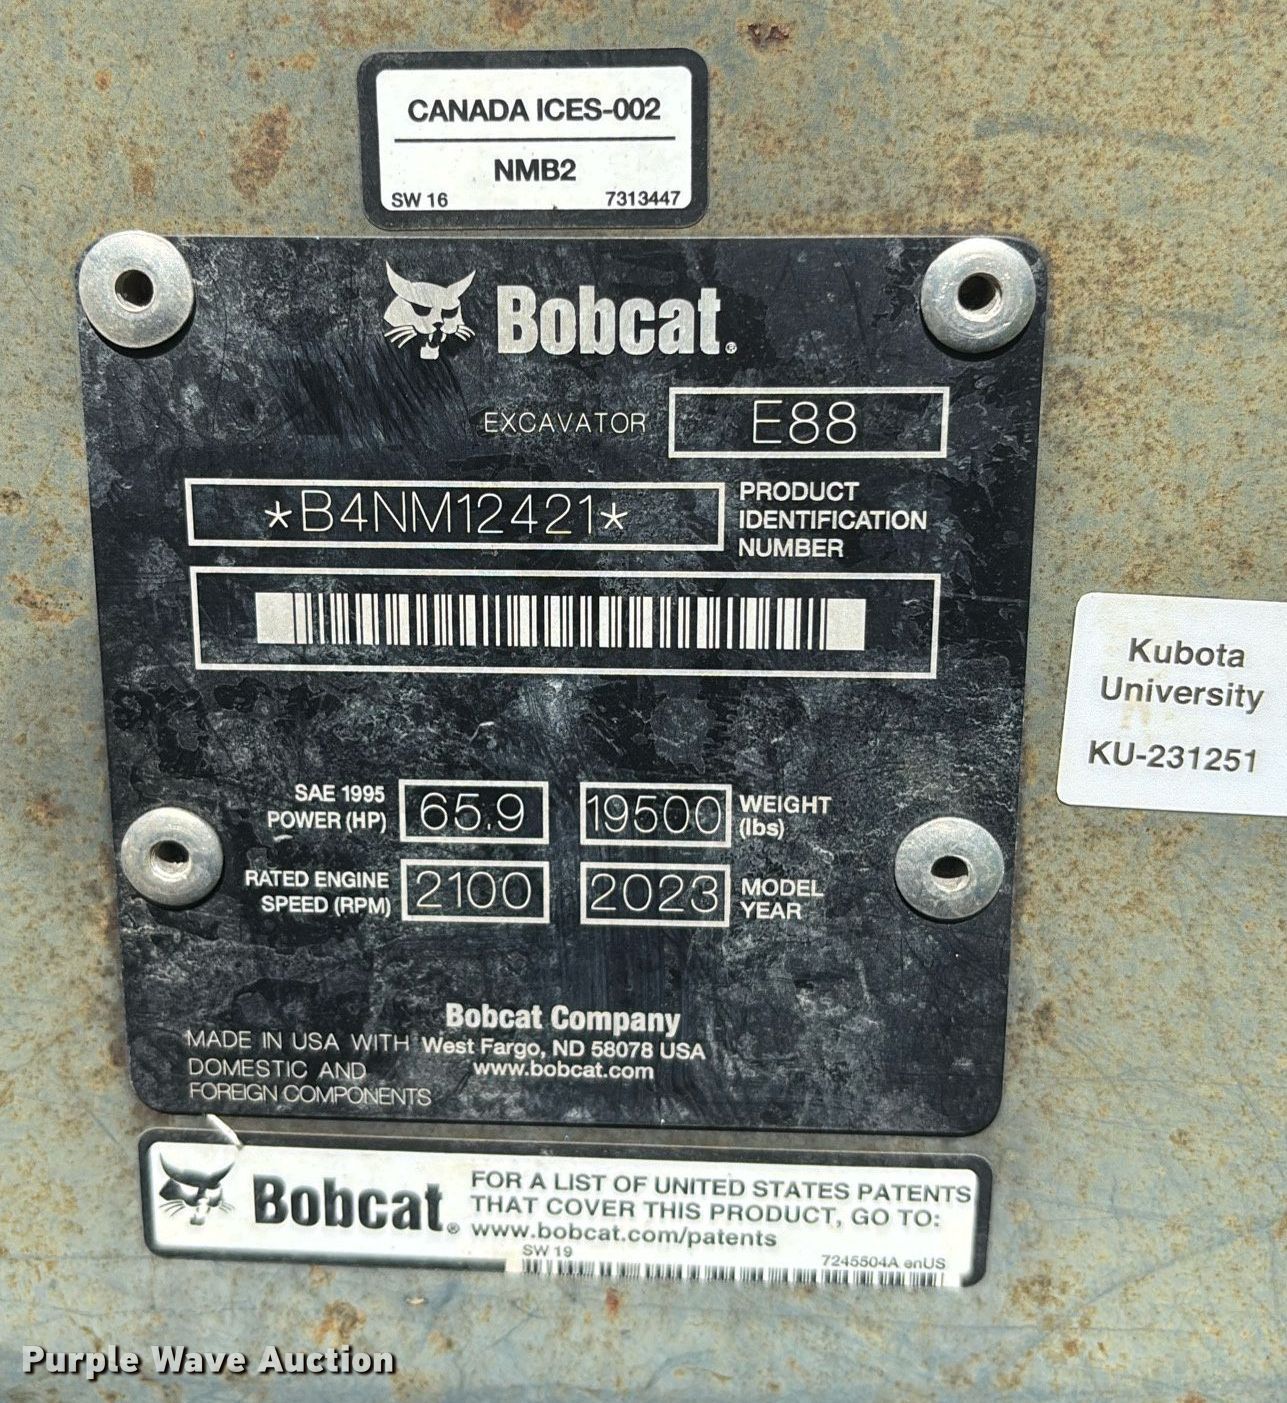 CANADA ICES-002
NMB2
SW 16 7313447
Bobcat®
EXCAVATOR E88
*B4NM12421* PRODUCT
IDENTIFICATION
NUMBER
SAE 1995
POWER (HP) 65.9
19500 WEIGHT
(lbs)
RATED ENGINE
SPEED (RPM) 2100
2023 MODEL
YEAR
Kubota
University
KU-231251
Bobcat Company
West Fargo, ND 58078 USA
www.bobcat.com
MADE IN USA WITH
DOMESTIC AND
FOREIGN COMPONENTS
Bobcat®
FOR A LIST OF UNITED STATES PATENTS
THAT COVER THIS PRODUCT, GO TO:
www.bobcat.com/patents
SW 19 7245504A enUS
Purple Wave Auction